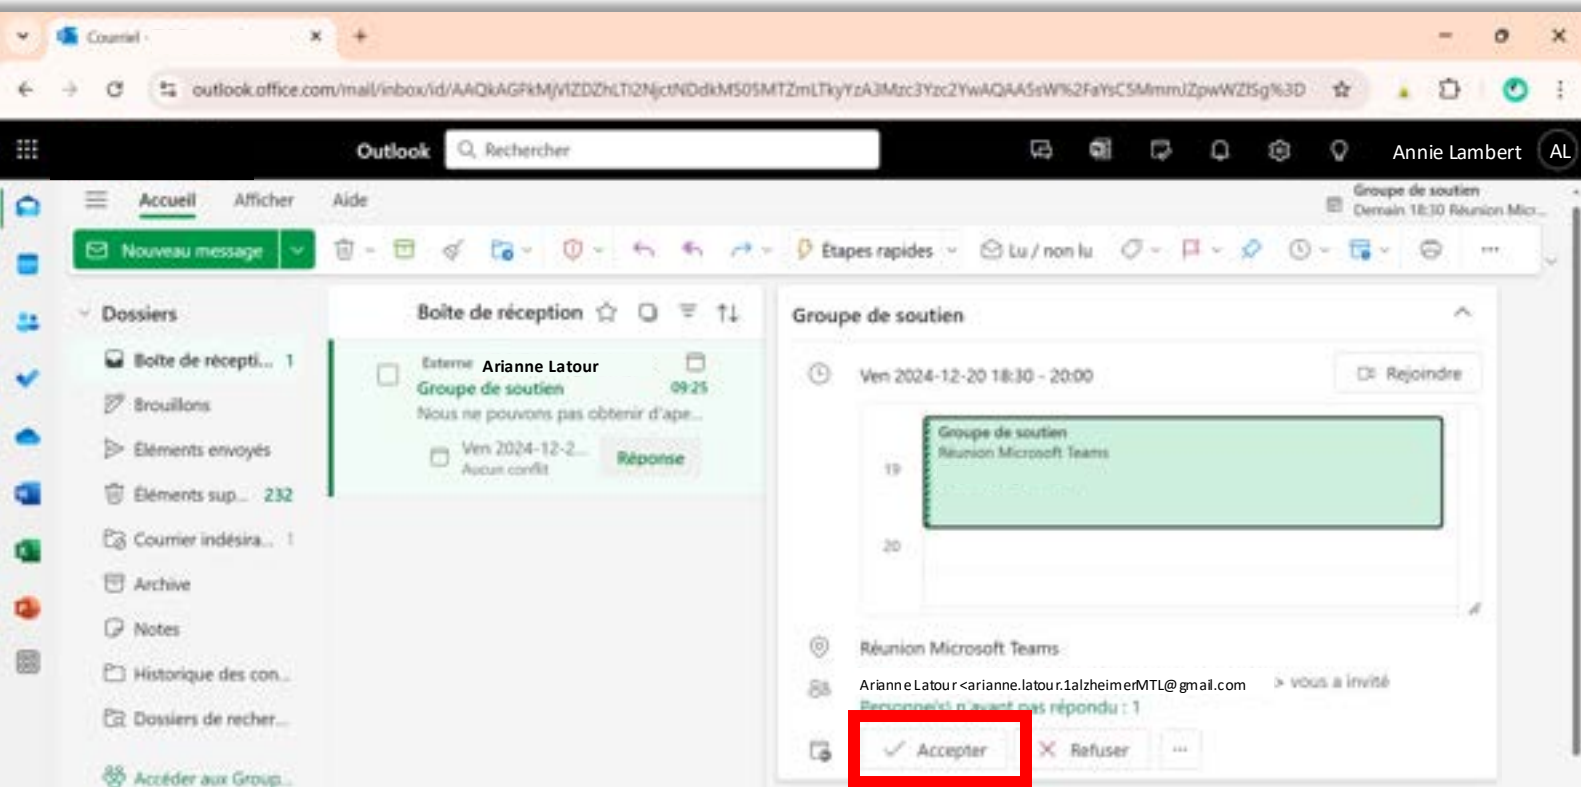 Courriel -
outlook.office.com/mail/inbox/id/
Outlook
Rechercher
Annie Lambert AL
Accueil Afficher Aide
Groupe de soutien
Demain 18:30 Réunion Micr...
Nouveau message
Étapes rapides
Lu / non lu
Dossiers
Boîte de récepti... 1
Brouillons
Éléments envoyés
Éléments sup... 232
Courrier indésira... 1
Archive
Notes
Historique des con...
Dossiers de recher...
Accéder aux Group...
Boîte de réception
Externe Arianne Latour
Groupe de soutien 09:25
Nous ne pouvons pas obtenir d'ape...
Ven 2024-12-2... Réponse
Aucun conflit
Groupe de soutien
Ven 2024-12-20 18:30 - 20:00 Rejoindre
Groupe de soutien
Réunion Microsoft Teams
19
20
Réunion Microsoft Teams
Arianne Latour <arianne.latour.1alzheimerMTL@gmail.com > vous a invité
Personne(s) n'ayant pas répondu : 1
Accepter Refuser ...